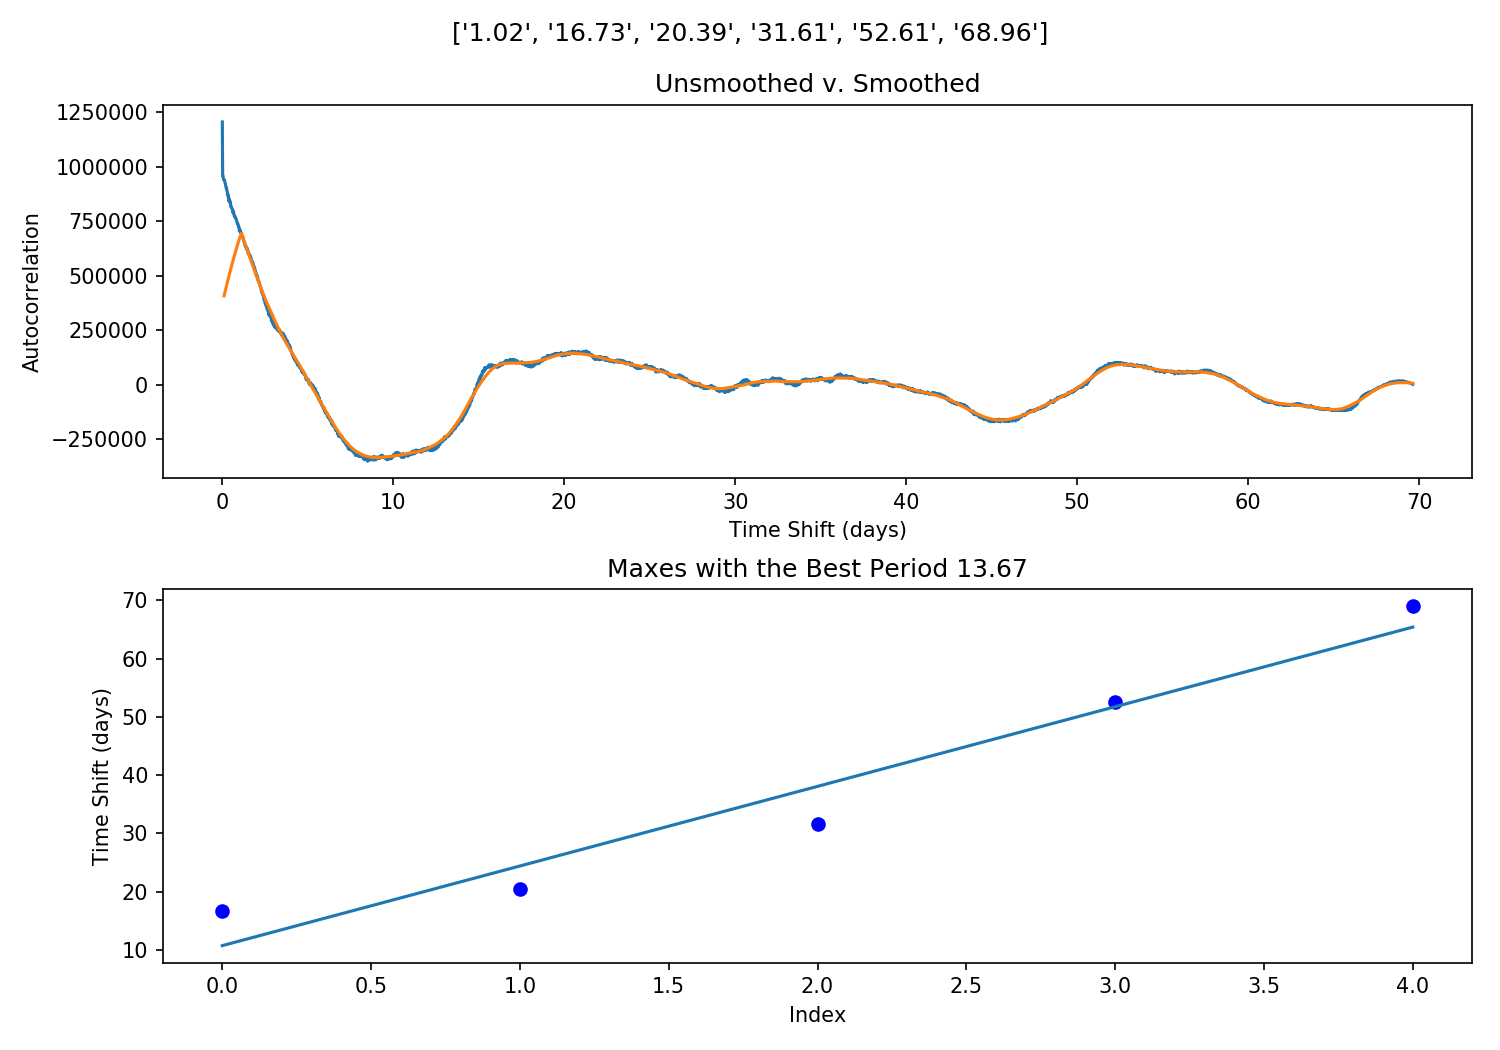 ['1.02', '16.73', '20.39', '31.61', '52.61', '68.96']
Unsmoothed v. Smoothed
1250000
1000000
750000
500000
250000
0
−250000
Autocorrelation
0 10 20 30 40 50 60 70
Time Shift (days)
Maxes with the Best Period 13.67
70
60
50
40
30
20
10
Time Shift (days)
0.0 0.5 1.0 1.5 2.0 2.5 3.0 3.5 4.0
Index